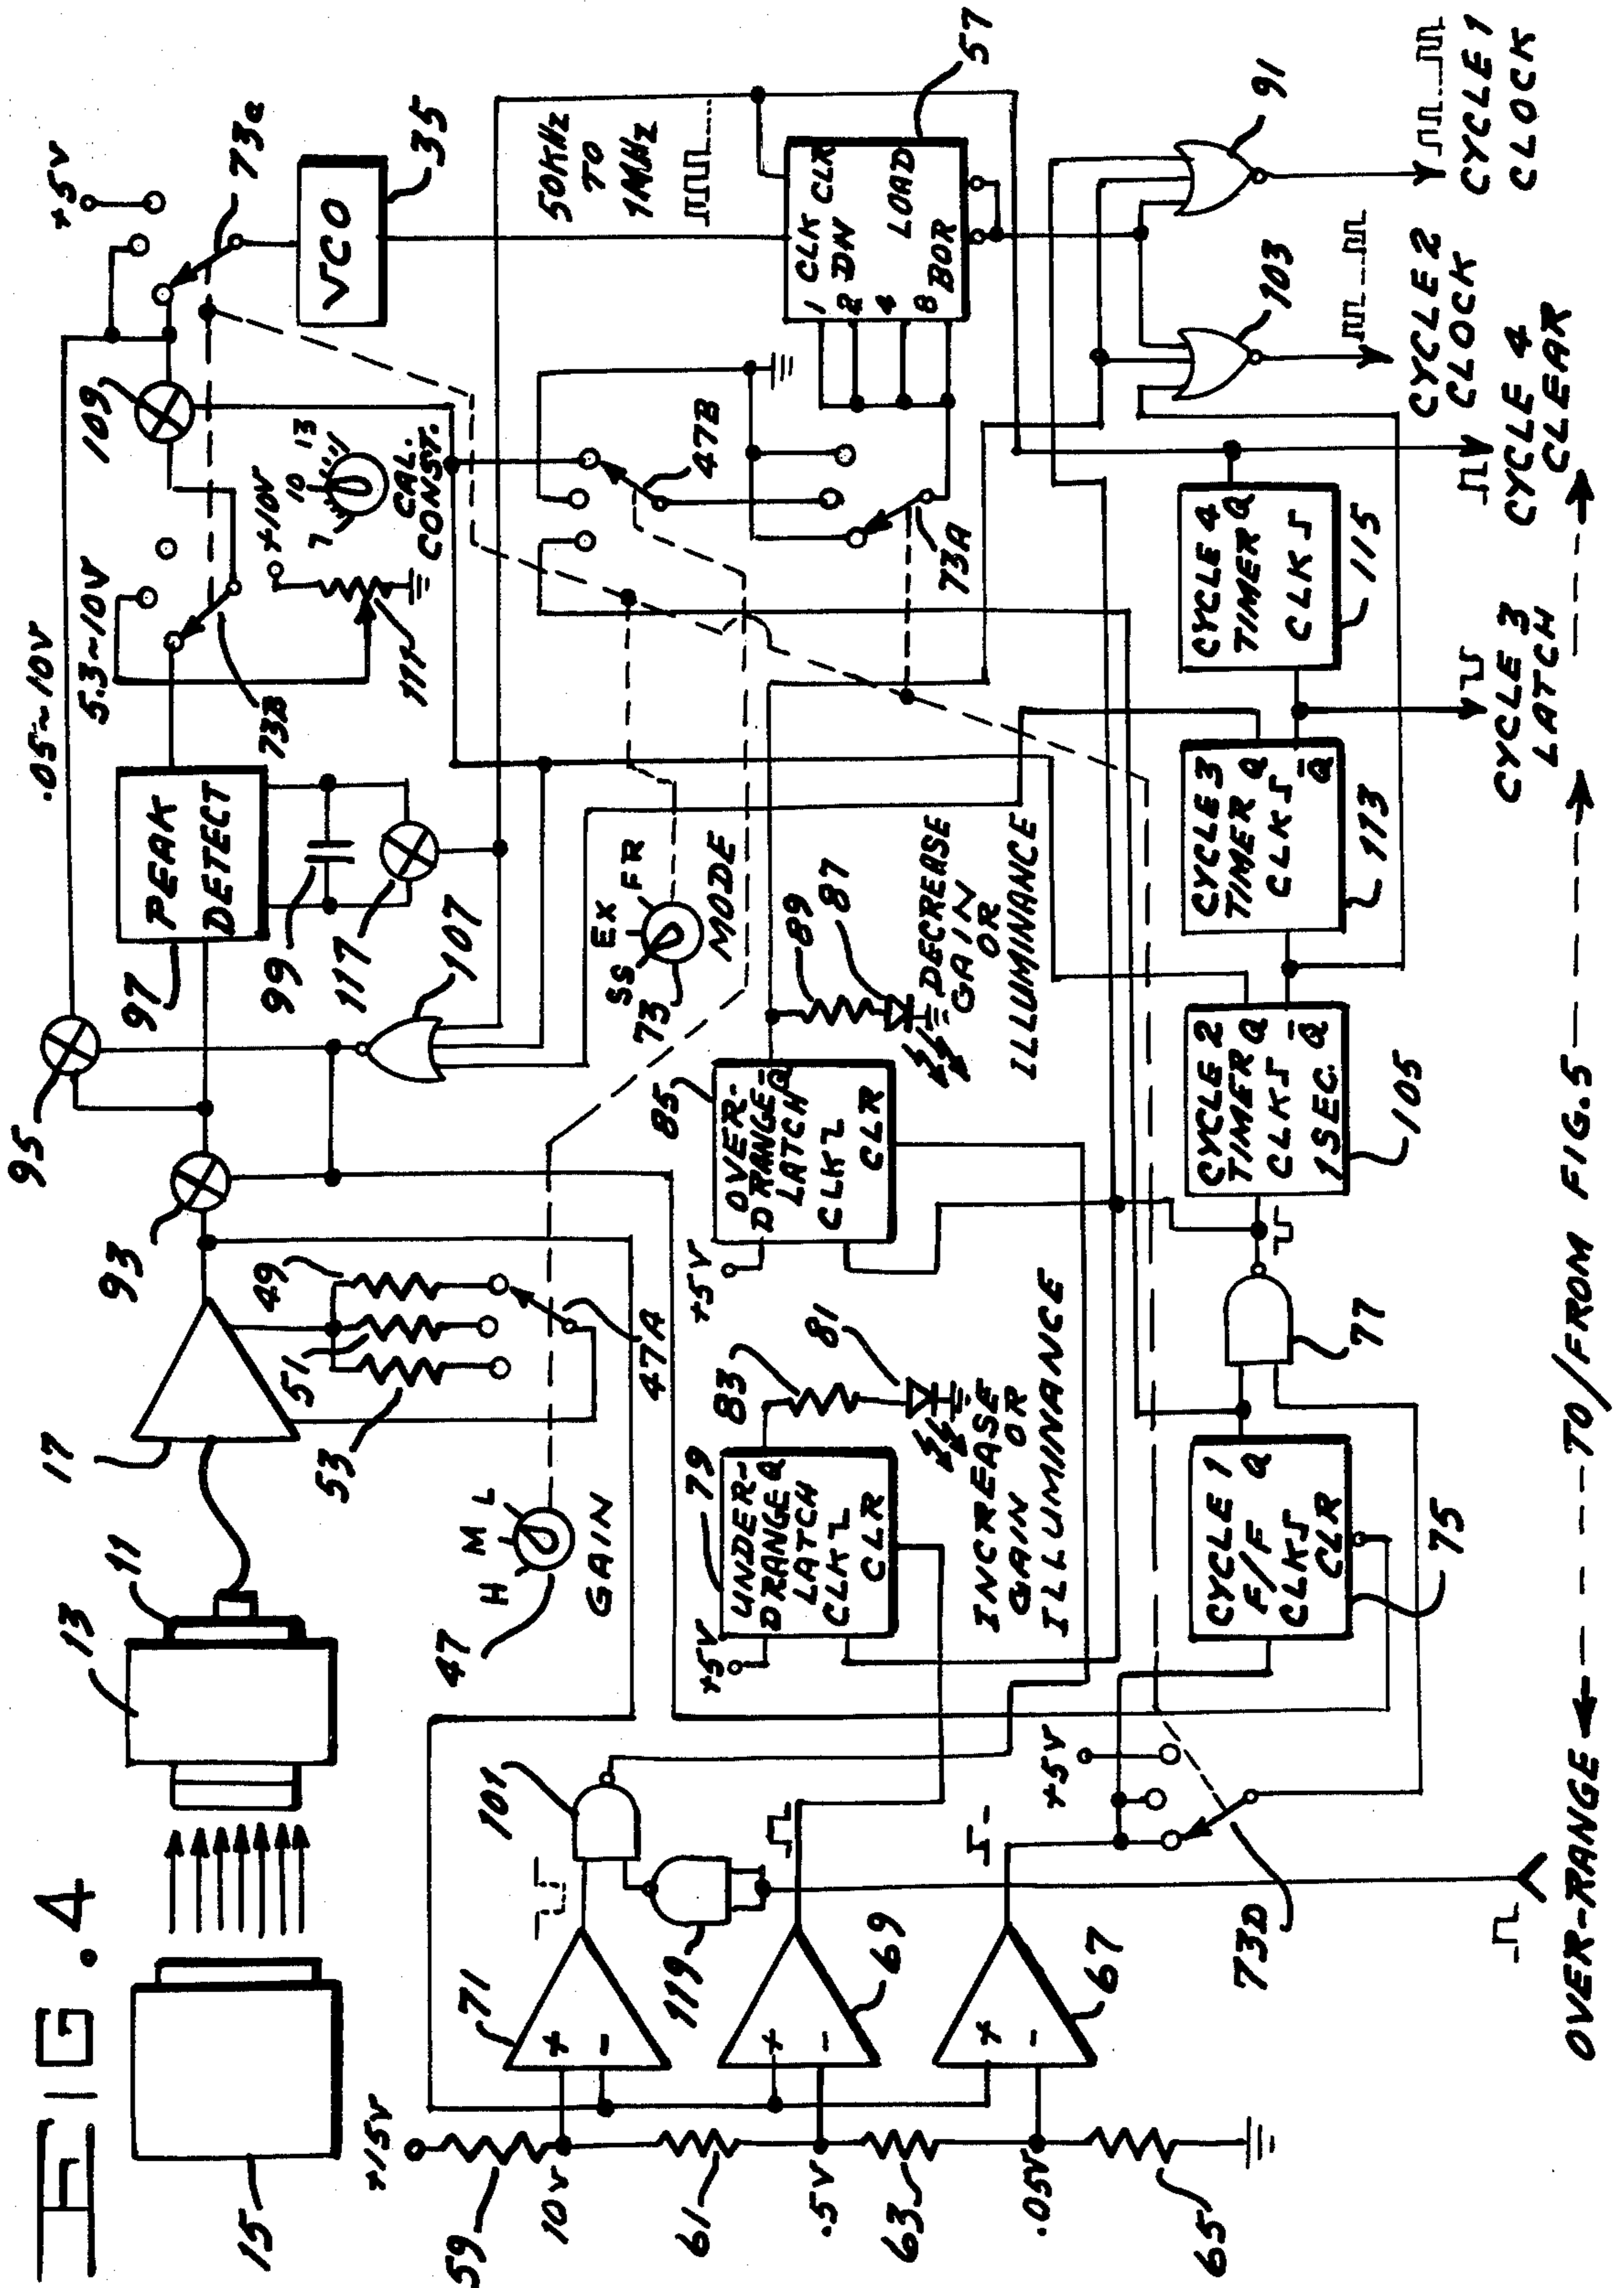 FIG. 4
15
13
11
17
93
95
97
PEAK
DETECT
99
117
107
.05~10V
5.3~10V
73B
111
+10V
7
10
13
CAL.
CONST.
109
+5V
73C
VCO
35
50KHZ
TO
1MHZ
1 CLK CLR
2 DN
4 LOAD
8 BOR
57
47B
73A
49
51
53
47A
47
H M L
GAIN
73
SS EX FR
MODE
+15V
59
10V
61
.5V
63
.05V
65
71
+
-
69
+
-
67
+
-
101
119
73D
+5V
79
+5V
UNDER-
D RANGE Q
LATCH
CLK
CLR
83
81
INCREASE
GAIN OR
ILLUMINANCE
85
+5V
OVER-
D RANGE Q
LATCH
CLK
CLR
89
87
DECREASE
GAIN
OR
ILLUMINANCE
CYCLE 1
F/F Q
CLK
CLR
75
77
CYCLE 2
TIMER Q
CLK
1 SEC. Q̅
105
CYCLE 3
TIMER Q
CLK
Q̅
113
CYCLE 4
TIMER Q
CLK
115
103
91
CYCLE 3
LATCH
CYCLE 4
CLEAR
CYCLE 2
CLOCK
CYCLE 1
CLOCK
OVER-RANGE
TO/FROM FIG. 5